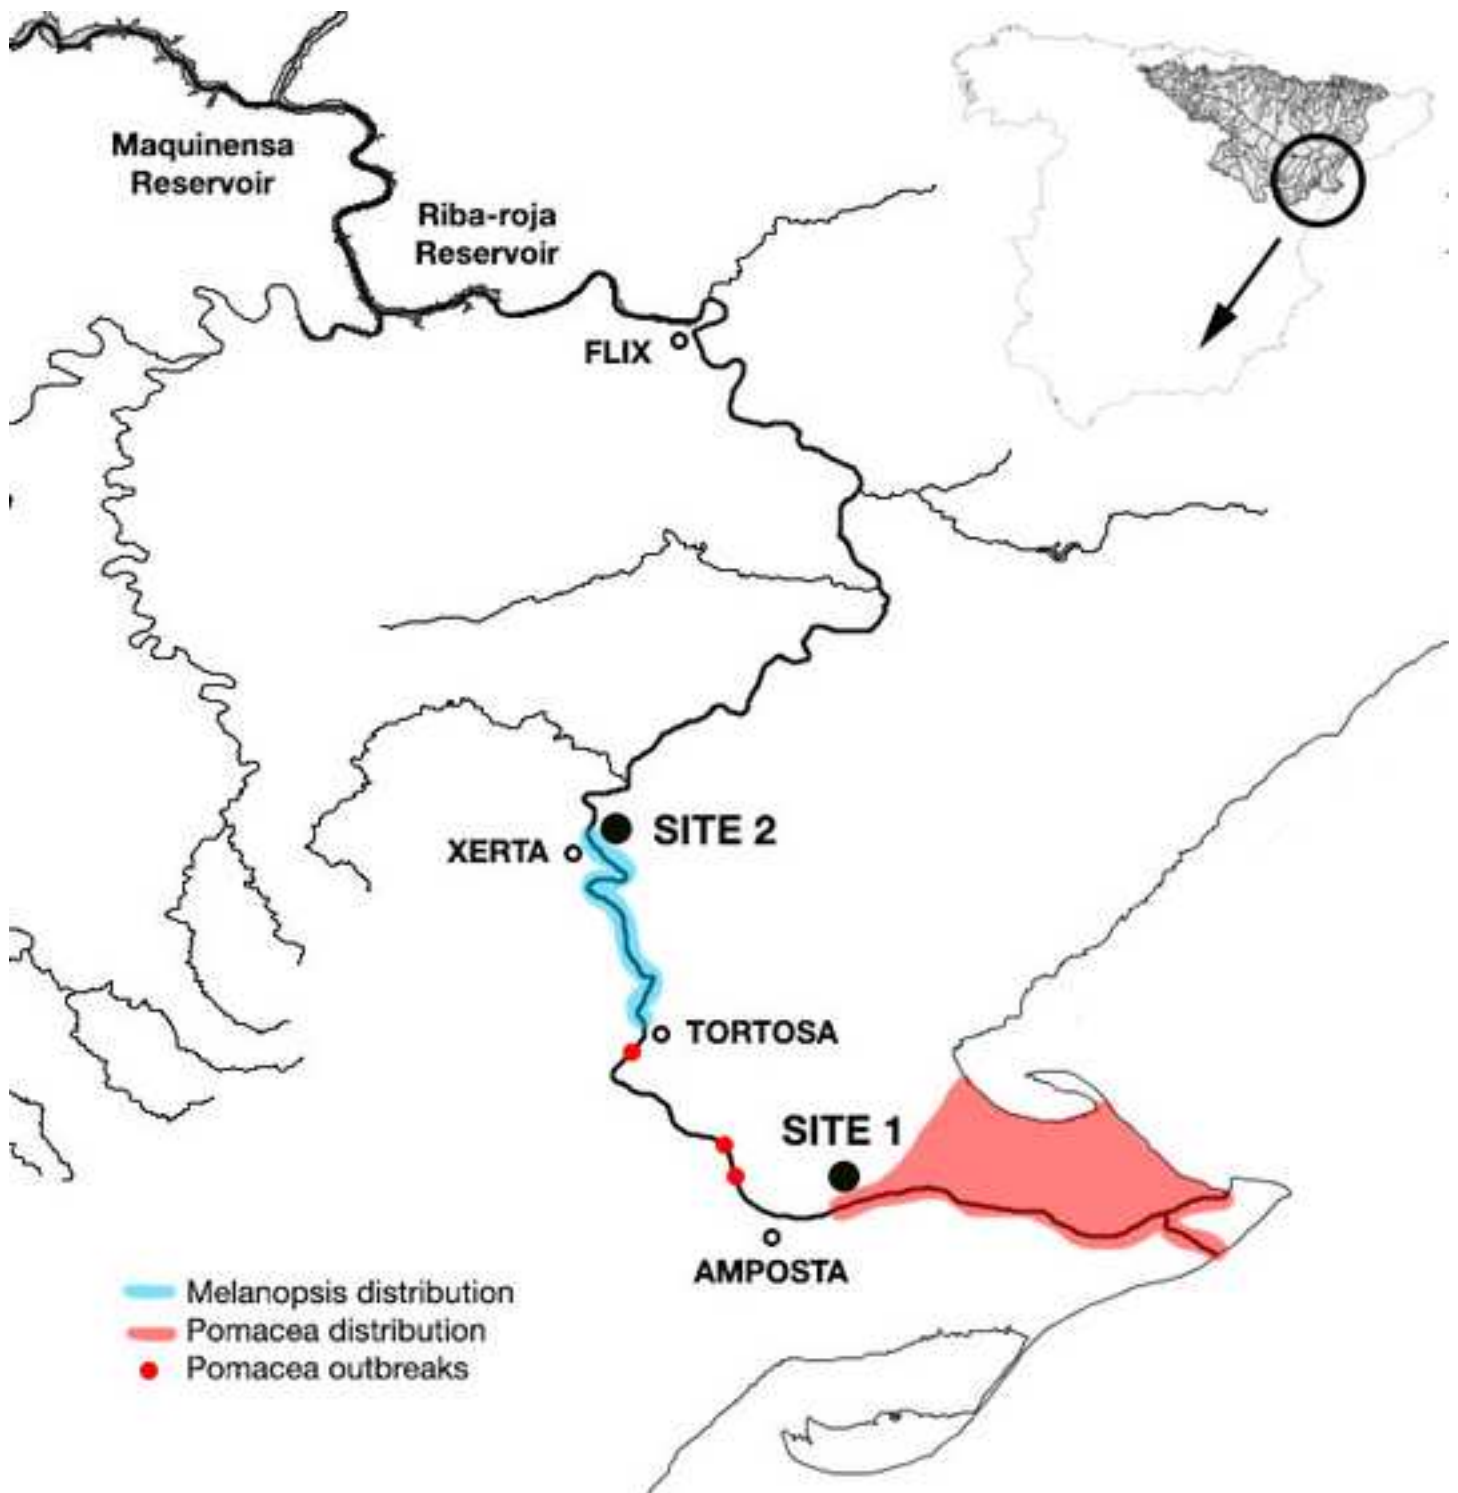 Maquinensa
Reservoir
Riba-roja
Reservoir
FLIX
SITE 2
XERTA
TORTOSA
SITE 1
AMPOSTA
Melanopsis distribution
Pomacea distribution
Pomacea outbreaks